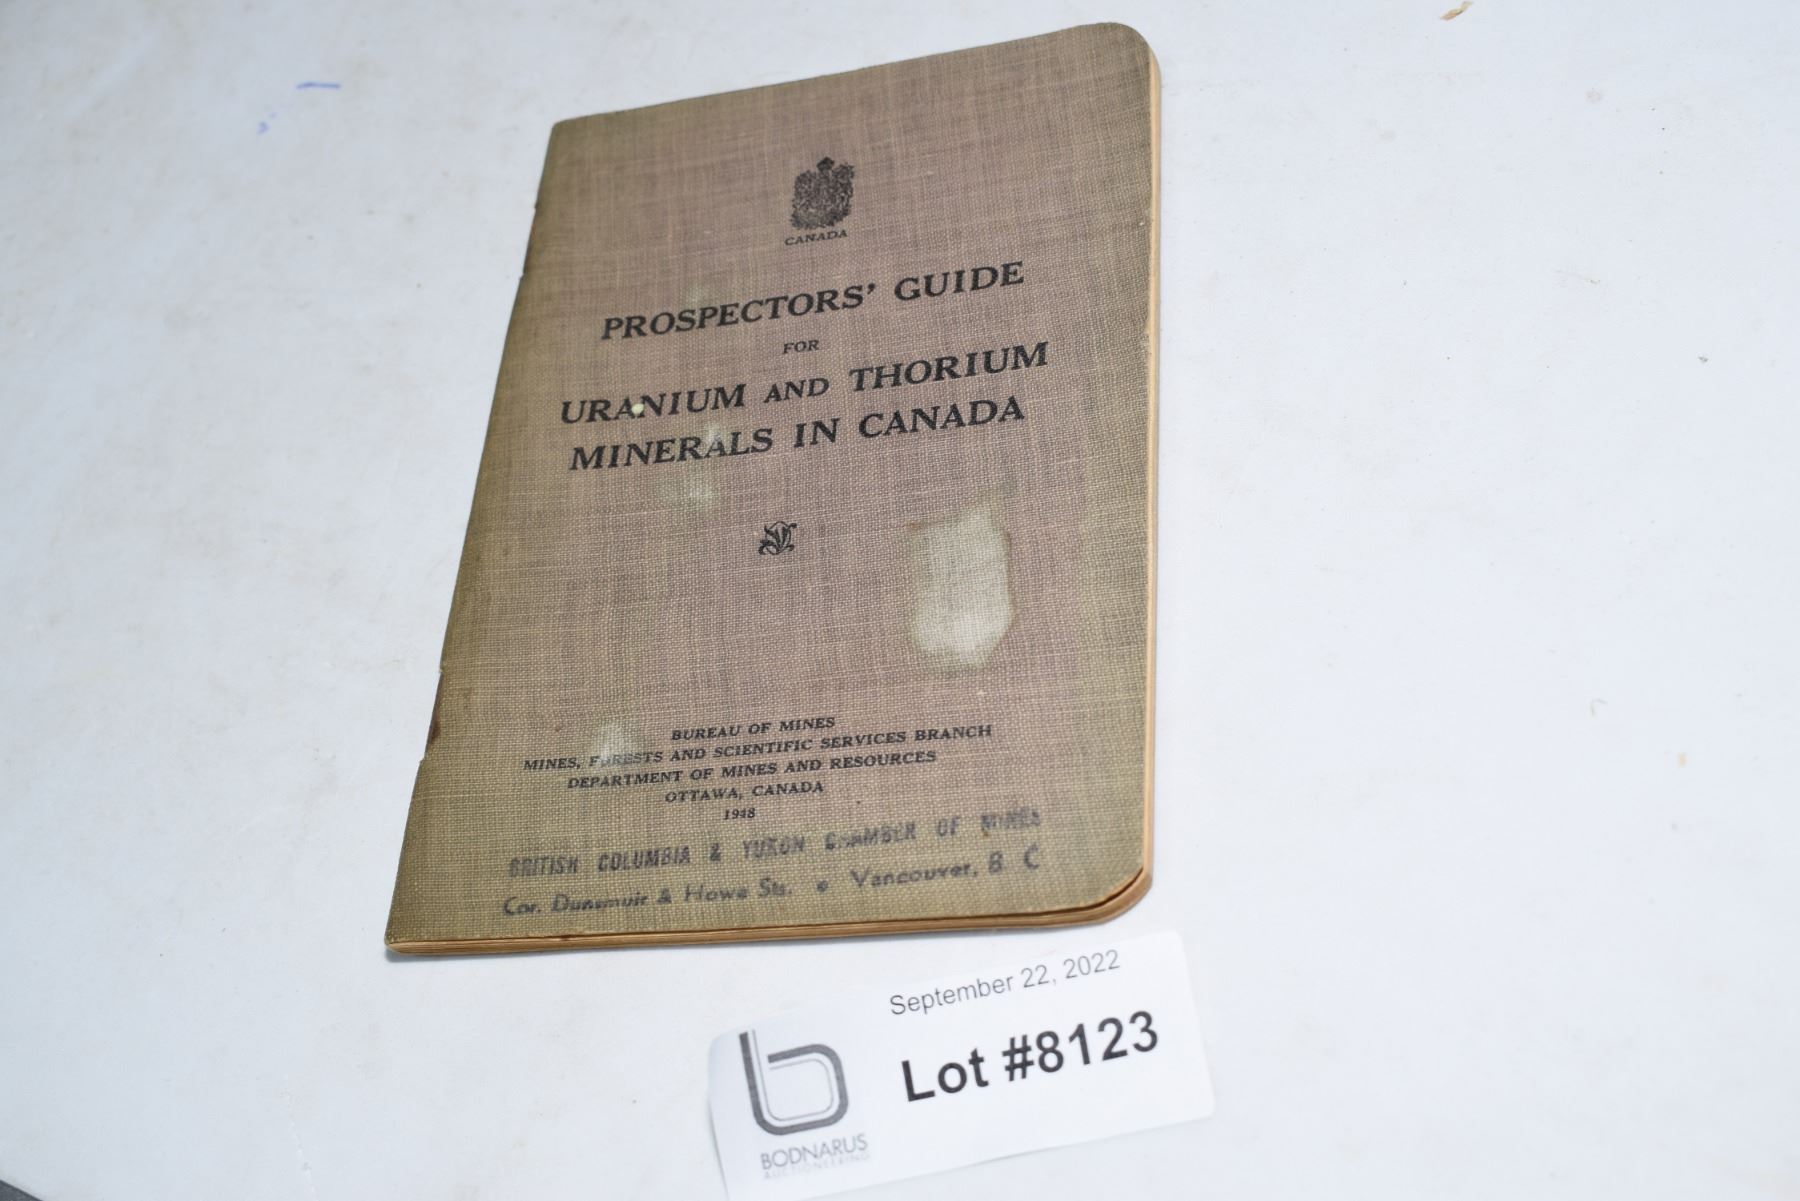 CANADA
PROSPECTORS' GUIDE
FOR
URANIUM AND THORIUM
MINERALS IN CANADA
BUREAU OF MINES
MINES, FORESTS AND SCIENTIFIC SERVICES BRANCH
DEPARTMENT OF MINES AND RESOURCES
OTTAWA, CANADA
1948
BRITISH COLUMBIA & YUKON CHAMBER OF MINES
Cor. Dunsmuir & Howe Sts. • Vancouver, B C
September 22, 2022
Lot #8123
BODNARUS
AUCTIONEERING